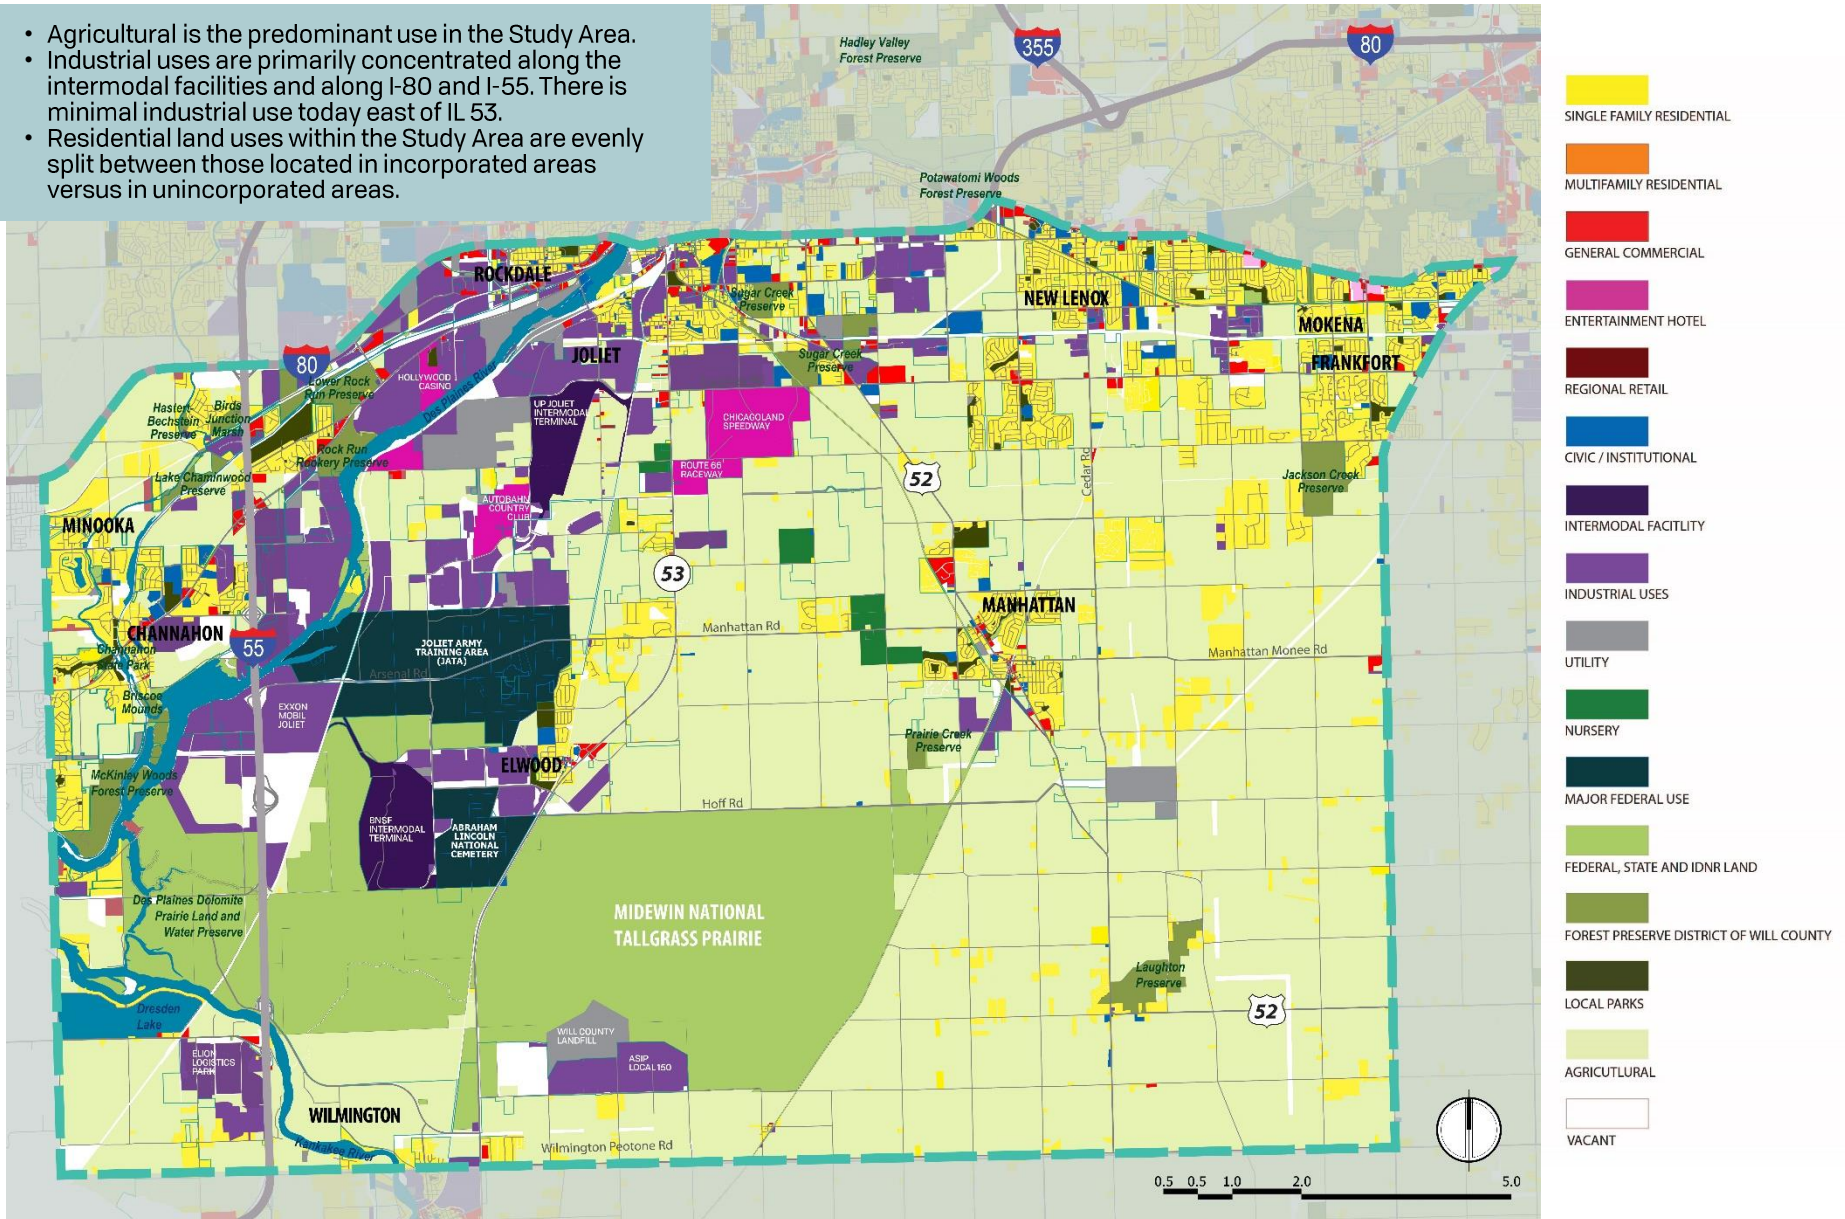 • Agricultural is the predominant use in the Study Area.
• Industrial uses are primarily concentrated along the
intermodal facilities and along I-80 and I-55. There is
minimal industrial use today east of IL 53.
• Residential land uses within the Study Area are evenly
split between those located in incorporated areas
versus in unincorporated areas.
Hadley Valley
Forest Preserve
355
80
Potawatomi Woods
Forest Preserve
ROCKDALE
Sugar Creek
Preserve
NEW LENOX
MOKENA
FRANKFORT
JOLIET
Sugar Creek
Preserve
80
HOLLYWOOD
CASINO
Lower Rock
Run Preserve
Des Plaines River
Hastert-
Bechstein
Preserve
Birds
Junction
Marsh
UP JOLIET
INTERMODAL
TERMINAL
CHICAGOLAND
SPEEDWAY
Rock Run
Rookery Preserve
ROUTE 66
RACEWAY
52
Cedar Rd
Jackson Creek
Preserve
Lake Chaminwood
Preserve
AUTOBAHN
COUNTRY
CLUB
MINOOKA
53
MANHATTAN
CHANNAHON
55
Channahon
State Park
JOLIET ARMY
TRAINING AREA
(JATA)
Manhattan Rd
Manhattan Monee Rd
Arsenal Rd
Briscoe
Mounds
EXXON
MOBIL
JOLIET
Prairie Creek
Preserve
ELWOOD
McKinley Woods
Forest Preserve
Hoff Rd
BNSF
INTERMODAL
TERMINAL
ABRAHAM
LINCOLN
NATIONAL
CEMETERY
Des Plaines Dolomite
Prairie Land and
Water Preserve
MIDEWIN NATIONAL
TALLGRASS PRAIRIE
Laughton
Preserve
Dresden
Lake
52
WILL COUNTY
LANDFILL
ELION
LOGISTICS
PARK
ASIP
LOCAL 150
WILMINGTON
Kankakee River
Wilmington Peotone Rd
0.5 0.5 1.0 2.0 5.0
SINGLE FAMILY RESIDENTIAL
MULTIFAMILY RESIDENTIAL
GENERAL COMMERCIAL
ENTERTAINMENT HOTEL
REGIONAL RETAIL
CIVIC / INSTITUTIONAL
INTERMODAL FACITLITY
INDUSTRIAL USES
UTILITY
NURSERY
MAJOR FEDERAL USE
FEDERAL, STATE AND IDNR LAND
FOREST PRESERVE DISTRICT OF WILL COUNTY
LOCAL PARKS
AGRICUTLURAL
VACANT